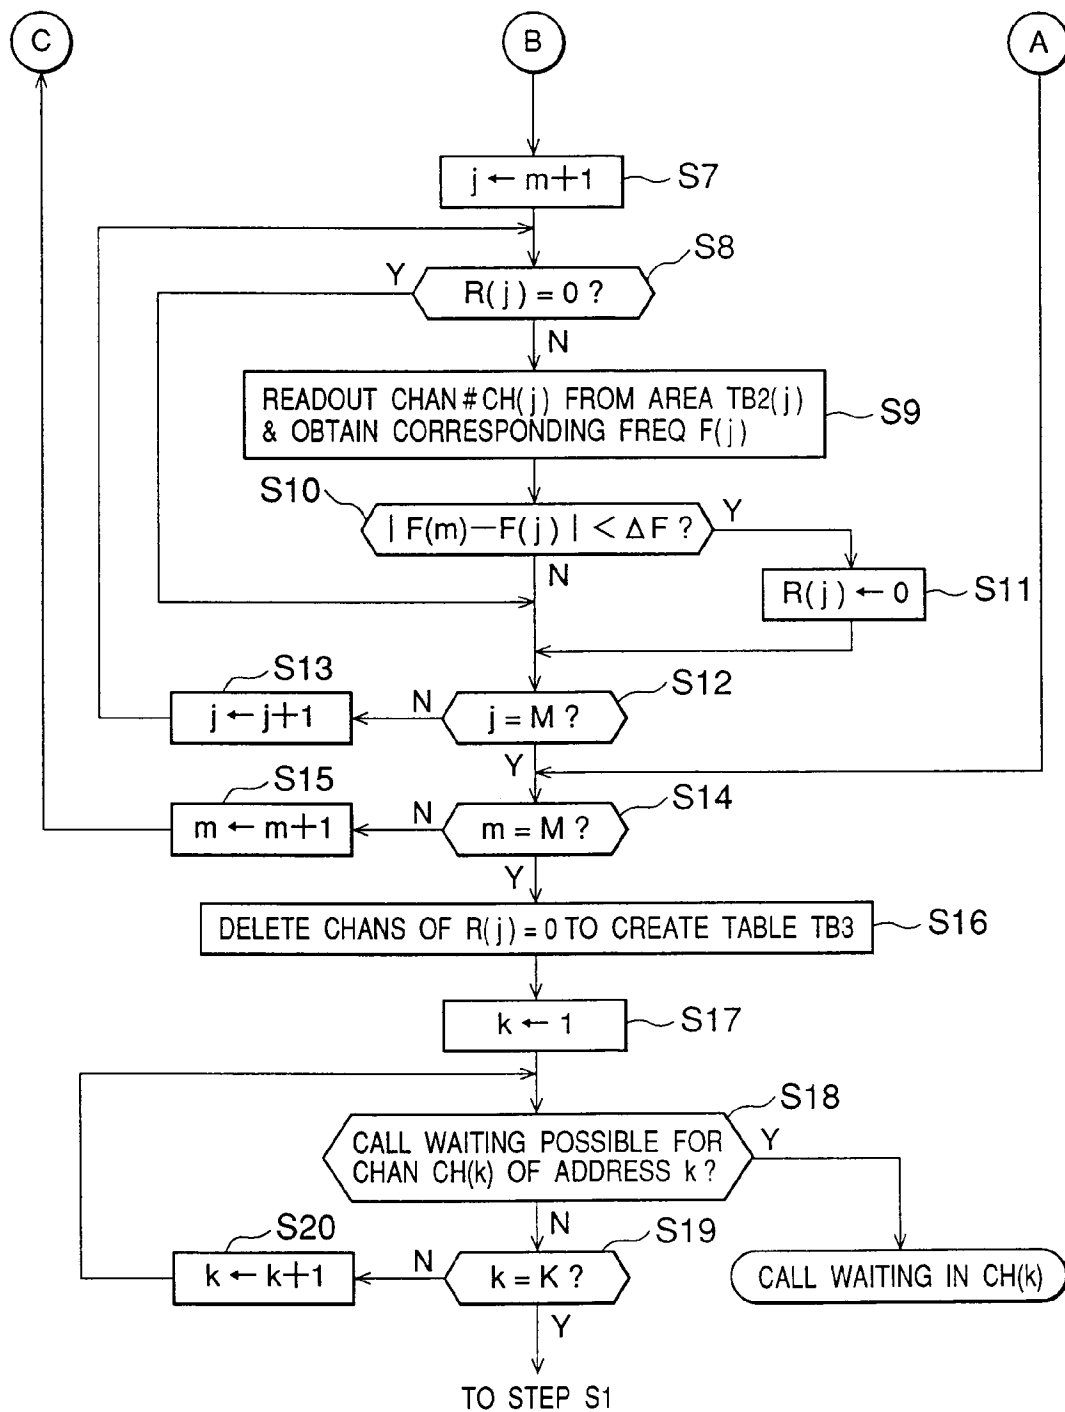 C
B
A
j ← m+1
S7
S8
Y
R(j) = 0 ?
N
READOUT CHAN # CH(j) FROM AREA TB2(j)
& OBTAIN CORRESPONDING FREQ F(j)
S9
S10
| F(m)—F(j) | < ΔF ?
Y
N
R(j) ← 0
S11
S13
S12
j ← j+1
N
j = M ?
Y
S15
S14
m ← m+1
N
m = M ?
Y
DELETE CHANS OF R(j) = 0 TO CREATE TABLE TB3
S16
k ← 1
S17
S18
CALL WAITING POSSIBLE FOR
CHAN CH(k) OF ADDRESS k ?
Y
N
S20
S19
k ← k+1
N
k = K ?
CALL WAITING IN CH(k)
Y
TO STEP S1